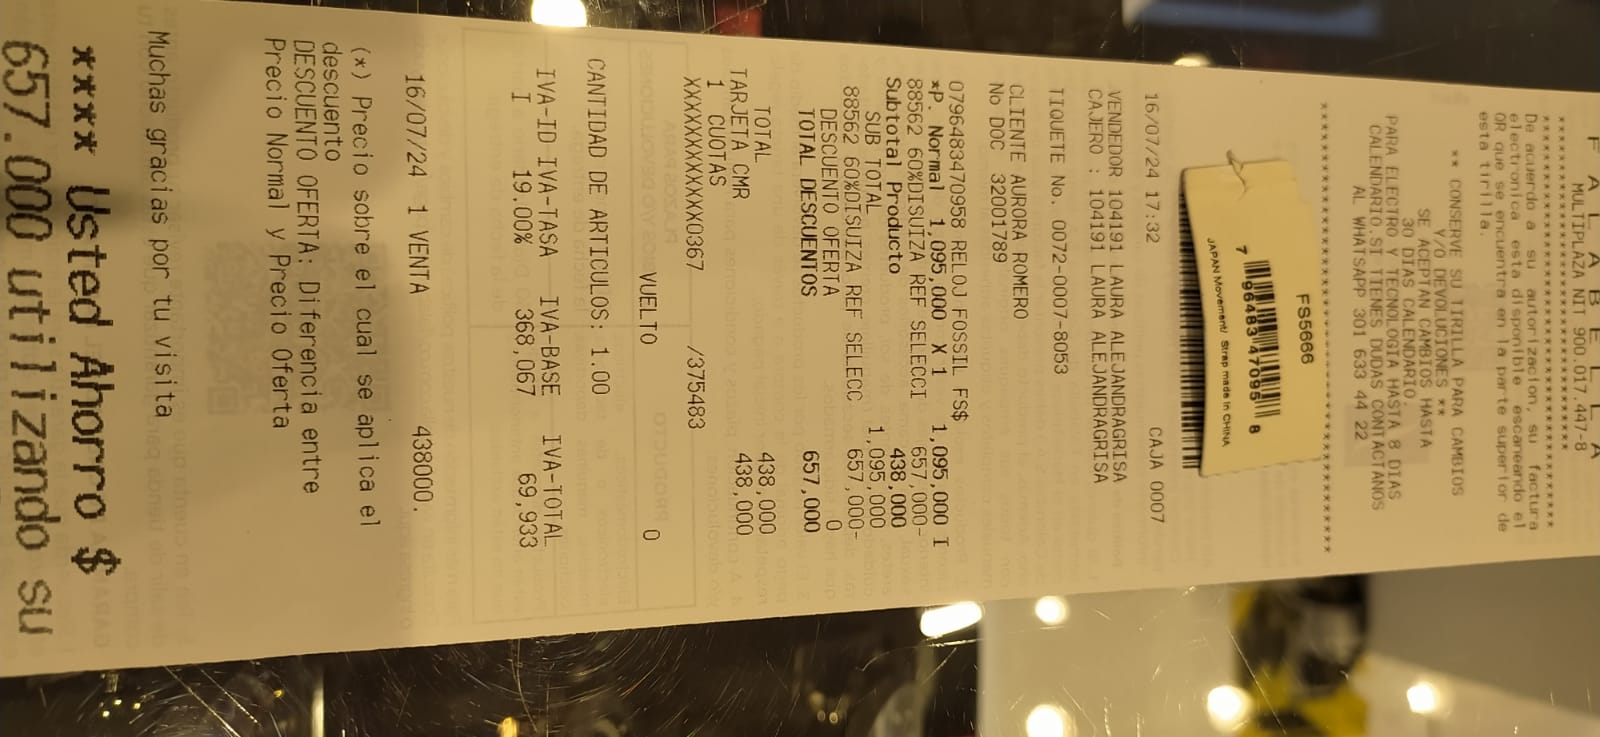 F A L A B E L L A
MULTIPLAZA NIT 900.017.447-8
************************************
************************************
De acuerdo a su autorizacion, su factura
electronica esta disponible escaneando el
QR que se encuentra en la parte superior de
esta tirilla.
** CONSERVE SU TIRILLA PARA CAMBIOS
Y/O DEVOLUCIONES **
SE ACEPTAN CAMBIOS HASTA
30 DIAS CALENDARIO.
PARA ELECTRO Y TECNOLOGIA HASTA 8 DIAS
CALENDARIO.SI TIENES DUDAS CONTACTANOS
AL WHATSAPP 301 633 44 22
************************************
FS5666
7 96483 47095 8
JAPAN Movement/ Strap made in CHINA
16/07/24 17:32 CAJA 0007
VENDEDOR 104191 LAURA ALEJANDRAGRISA
CAJERO : 104191 LAURA ALEJANDRAGRISA
TIQUETE No. 0072-0007-8053
CLIENTE AURORA ROMERO
No DOC 32001789
0796483470958 RELOJ FOSSIL FS$ 1,095,000 I
*P. Normal 1,095,000 X 1
88562 60%DISUIZA REF SELECCI 657,000-
Subtotal Producto 438,000
SUB TOTAL 1,095,000
88562 60%DISUIZA REF SELECC 657,000-
DESCUENTO OFERTA 0
TOTAL DESCUENTOS 657,000
TOTAL 438,000
TARJETA CMR 438,000
1 CUOTAS
XXXXXXXXXXXX0367 /375483
VUELTO 0
CANTIDAD DE ARTICULOS: 1.00
IVA-ID IVA-TASA IVA-BASE IVA-TOTAL
I 19.00% 368,067 69,933
16/07/24 1 VENTA 438000.
(*) Precio sobre el cual se aplica el
descuento
DESCUENTO OFERTA: Diferencia entre
Precio Normal y Precio Oferta
Muchas gracias por tu visita
**** Usted Ahorro $
657.000 utilizando su